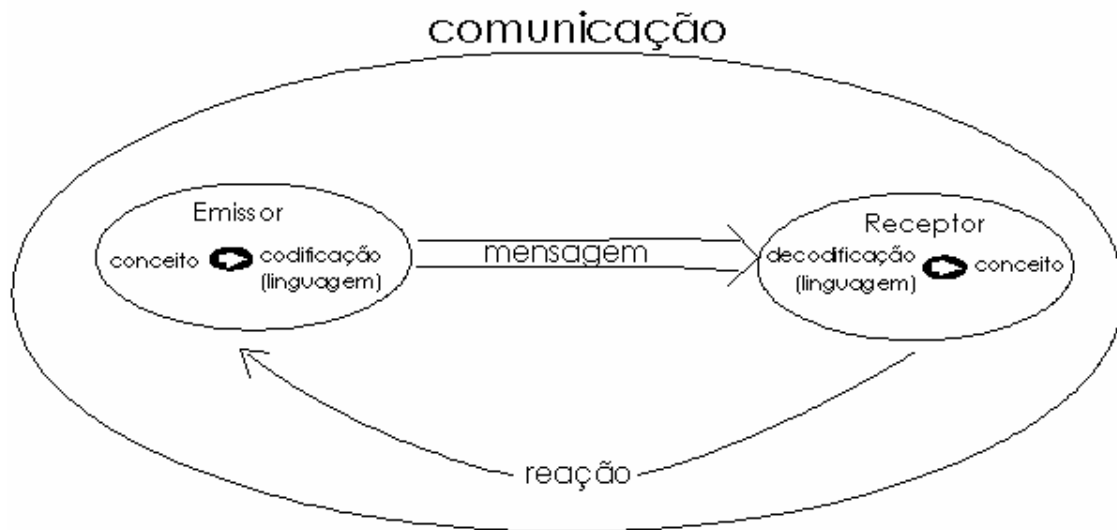 comunicação
Emissor
conceito
codificação
(linguagem)
mensagem
Receptor
decodificação
(linguagem)
conceito
reação